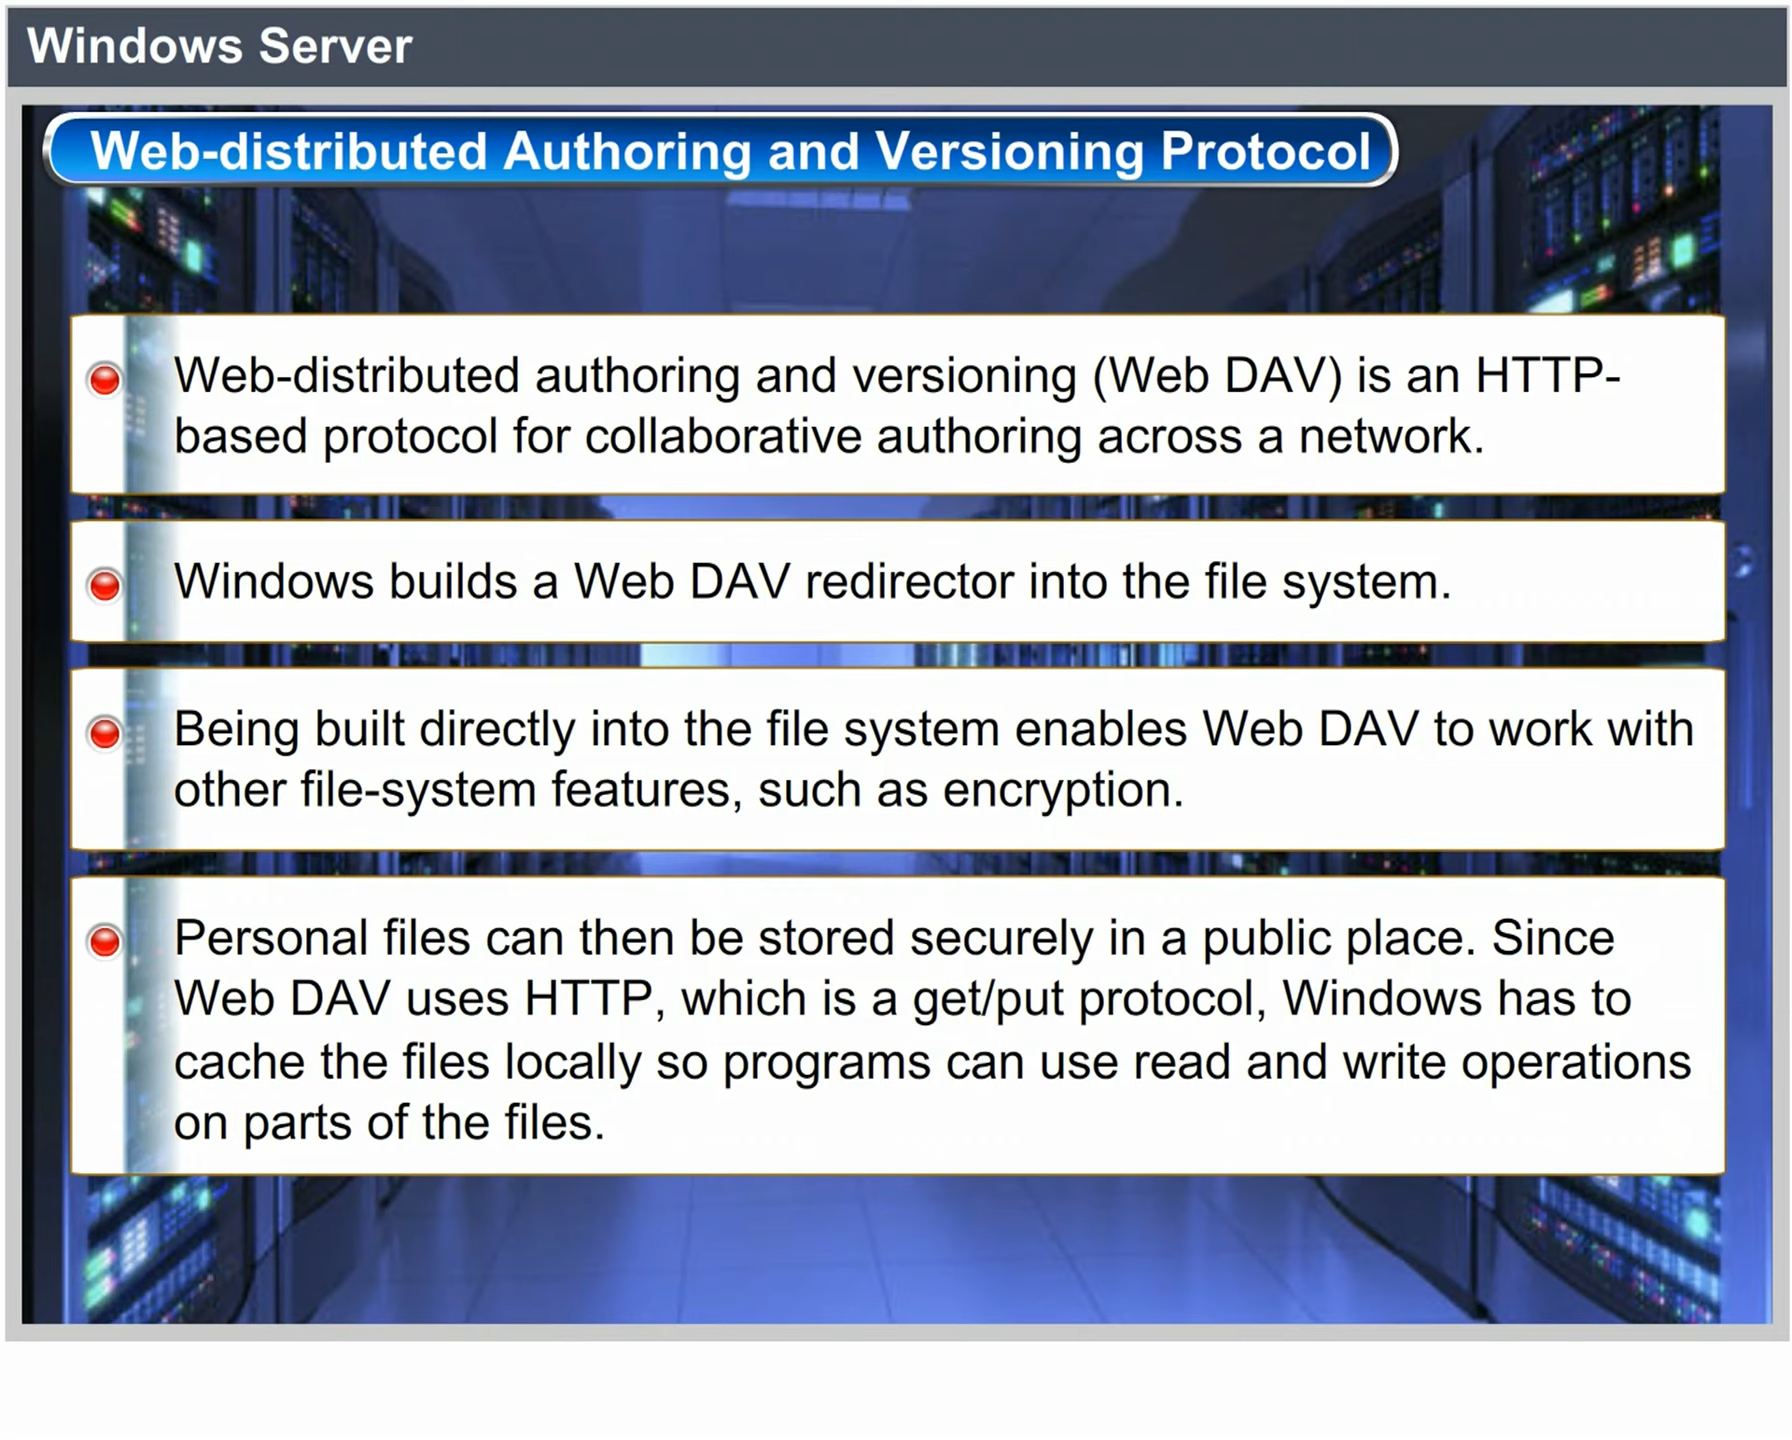 Windows Server
Web-distributed Authoring and Versioning Protocol
Web-distributed authoring and versioning (Web DAV) is an HTTP-
based protocol for collaborative authoring across a network.
Windows builds a Web DAV redirector into the file system.
Being built directly into the file system enables Web DAV to work with
other file-system features, such as encryption.
Personal files can then be stored securely in a public place. Since
Web DAV uses HTTP, which is a get/put protocol, Windows has to
cache the files locally so programs can use read and write operations
on parts of the files.